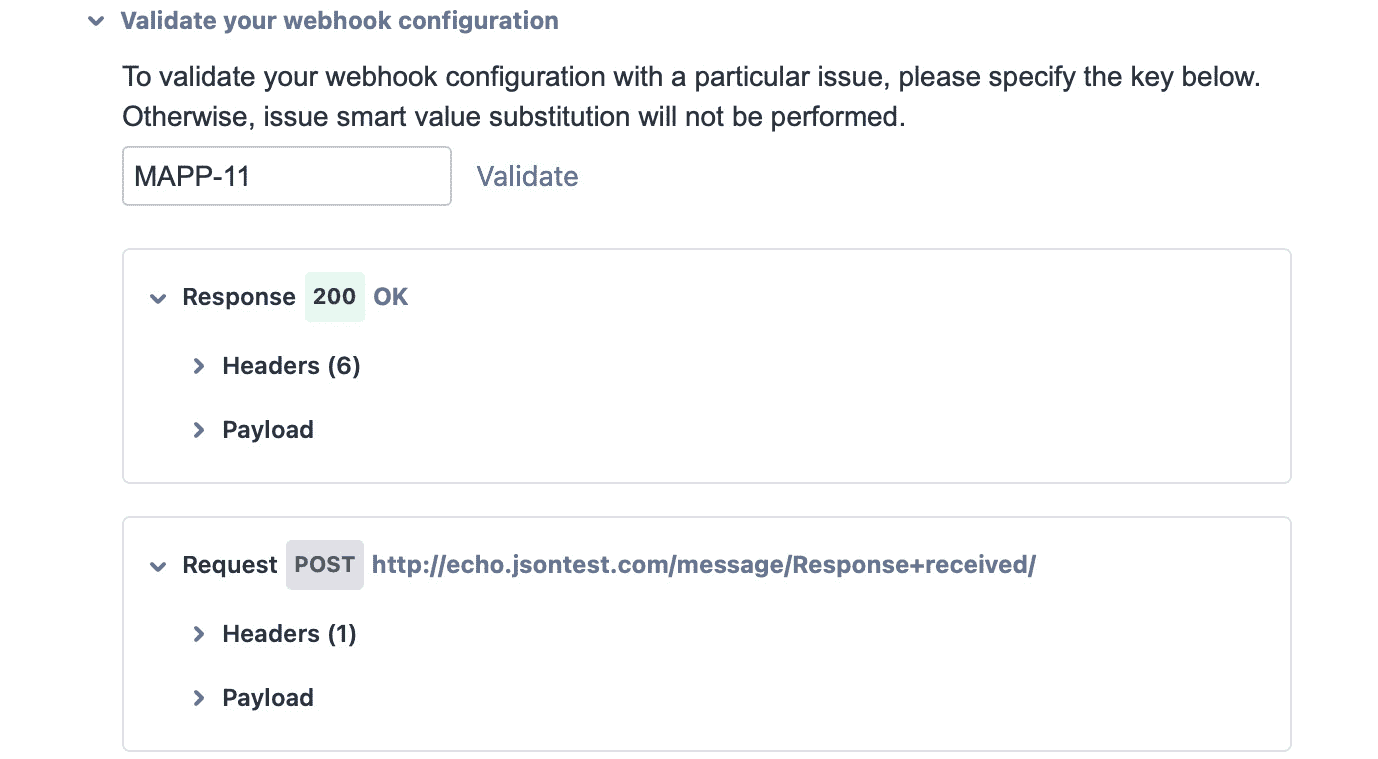 Validate your webhook configuration
To validate your webhook configuration with a particular issue, please specify the key below.
Otherwise, issue smart value substitution will not be performed.
MAPP-11 Validate
Response 200 OK
Headers (6)
Payload
Request POST http://echo.jsontest.com/message/Response+received/
Headers (1)
Payload